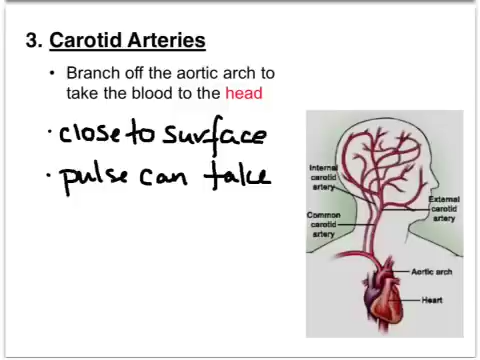 3. Carotid Arteries
• Branch off the aortic arch to
take the blood to the head
· close to surface
· pulse can take
Internal
carotid
artery
External
carotid
artery
Common
carotid
artery
Aortic arch
Heart